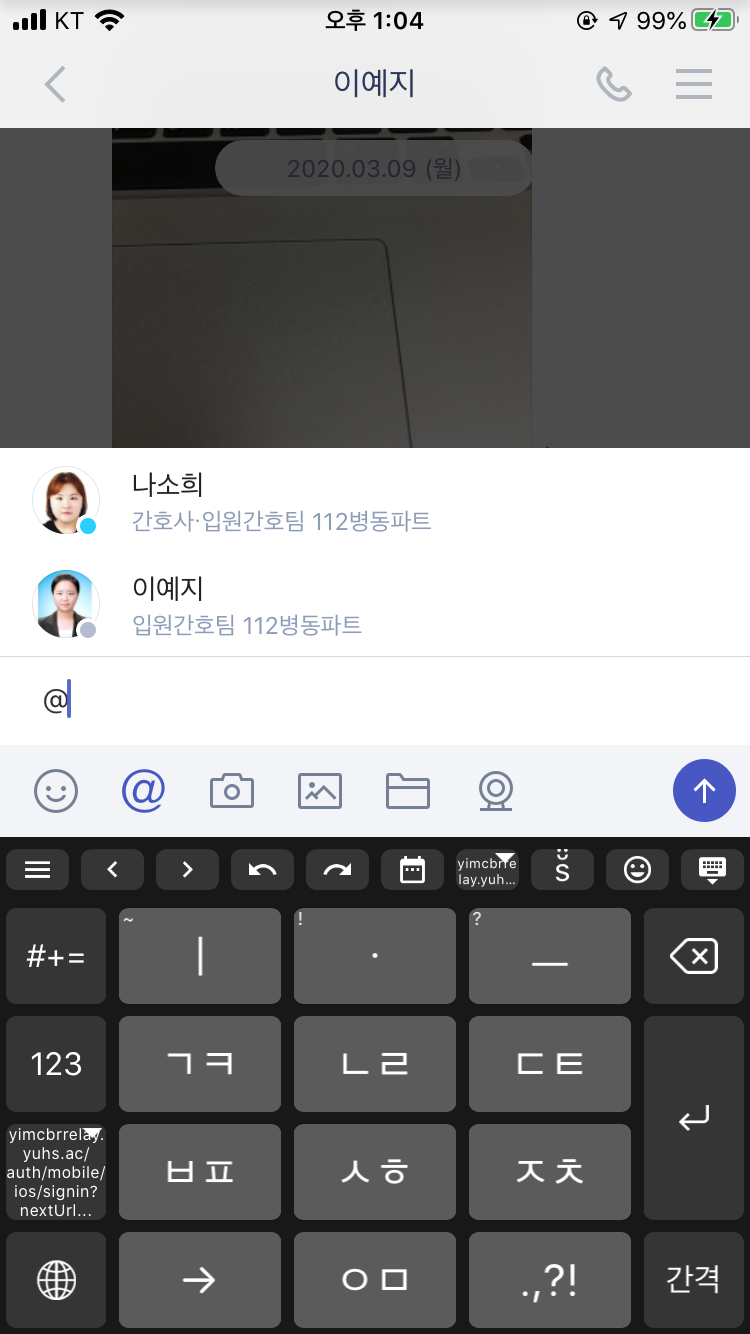 KT 오후 1:04 99%
이예지
2020.03.09 (월)
나소희
간호사·입원간호팀 112병동파트
이예지
입원간호팀 112병동파트
@
@
yimcbrre
lay.yuh...
S
#+= ~ ㅣ ! · ? ㅡ
123 ㄱㅋ ㄴㄹ ㄷㅌ
yimcbrrelay.
yuhs.ac/
auth/mobile/
ios/signin?
nextUrl...
ㅂㅍ ㅅㅎ ㅈㅊ
→ ㅇㅁ .,?! 간격